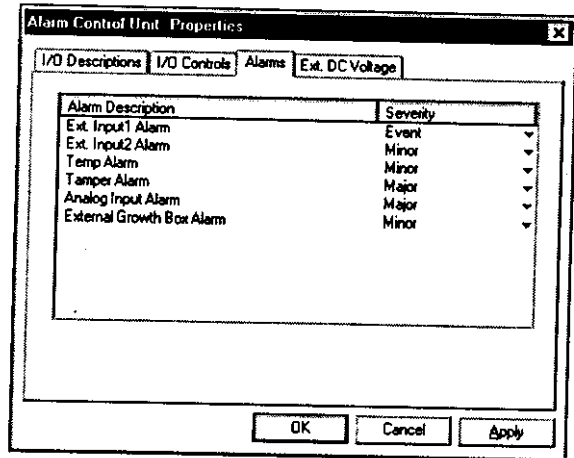 Alarm Control Unit Properties
I/O Descriptions I/O Controls Alarms Ext. DC Voltage
Alarm Description Severity
Ext. Input1 Alarm Event
Ext. Input2 Alarm Minor
Temp Alarm Minor
Tamper Alarm Major
Analog Input Alarm Major
External Growth Box Alarm Minor
OK Cancel Apply